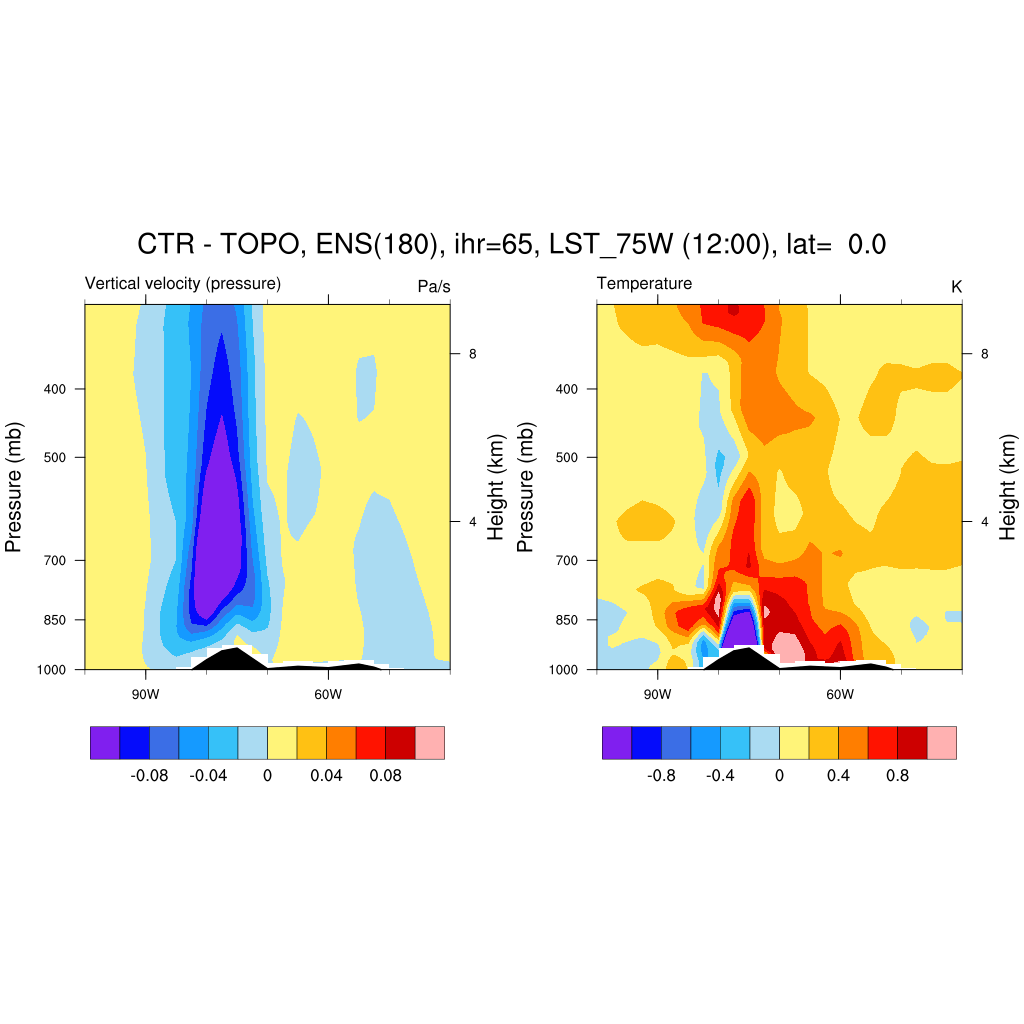 CTR - TOPO, ENS(180), ihr=65, LST_75W (12:00), lat= 0.0
Vertical velocity (pressure) Pa/s
Pressure (mb)
400
500
700
850
1000
90W 60W
8
4
Height (km)
-0.08 -0.04 0 0.04 0.08
Temperature K
Pressure (mb)
400
500
700
850
1000
90W 60W
8
4
Height (km)
-0.8 -0.4 0 0.4 0.8